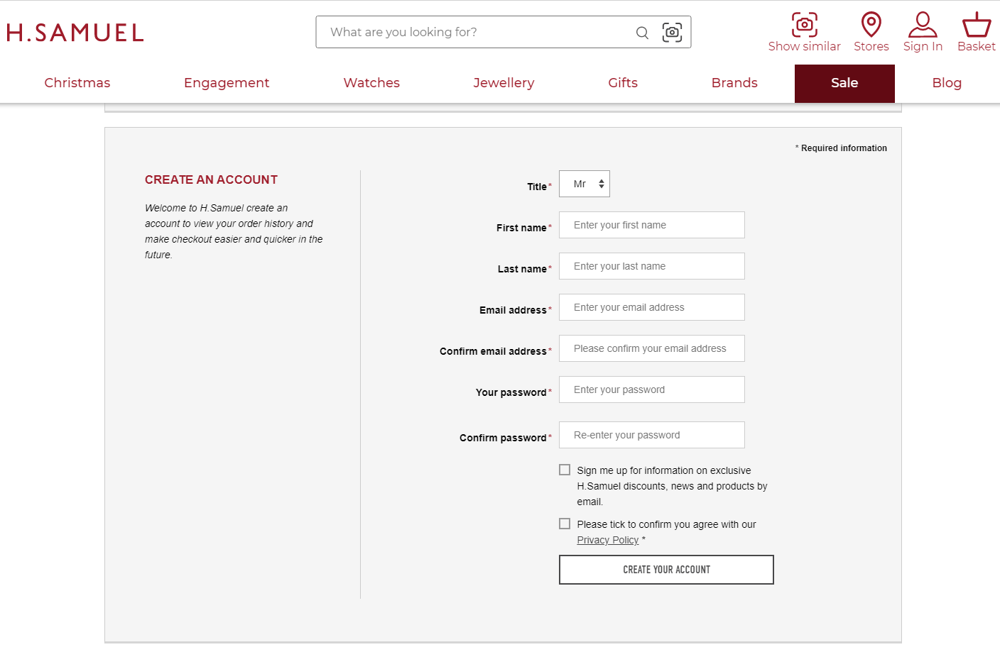 H.SAMUEL
What are you looking for?
Show similar
Stores
Sign In
Basket
Christmas
Engagement
Watches
Jewellery
Gifts
Brands
Sale
Blog
* Required information
CREATE AN ACCOUNT
Welcome to H.Samuel create an
account to view your order history and
make checkout easier and quicker in the
future.
Title* Mr
First name* Enter your first name
Last name* Enter your last name
Email address* Enter your email address
Confirm email address* Please confirm your email address
Your password* Enter your password
Confirm password* Re-enter your password
Sign me up for information on exclusive
H.Samuel discounts, news and products by
email.
Please tick to confirm you agree with our
Privacy Policy *
CREATE YOUR ACCOUNT